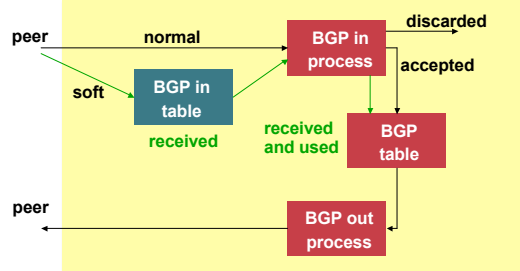 discarded
peer
normal
BGP in
process
accepted
soft
BGP in
table
received
received
and used
BGP
table
peer
BGP out
process